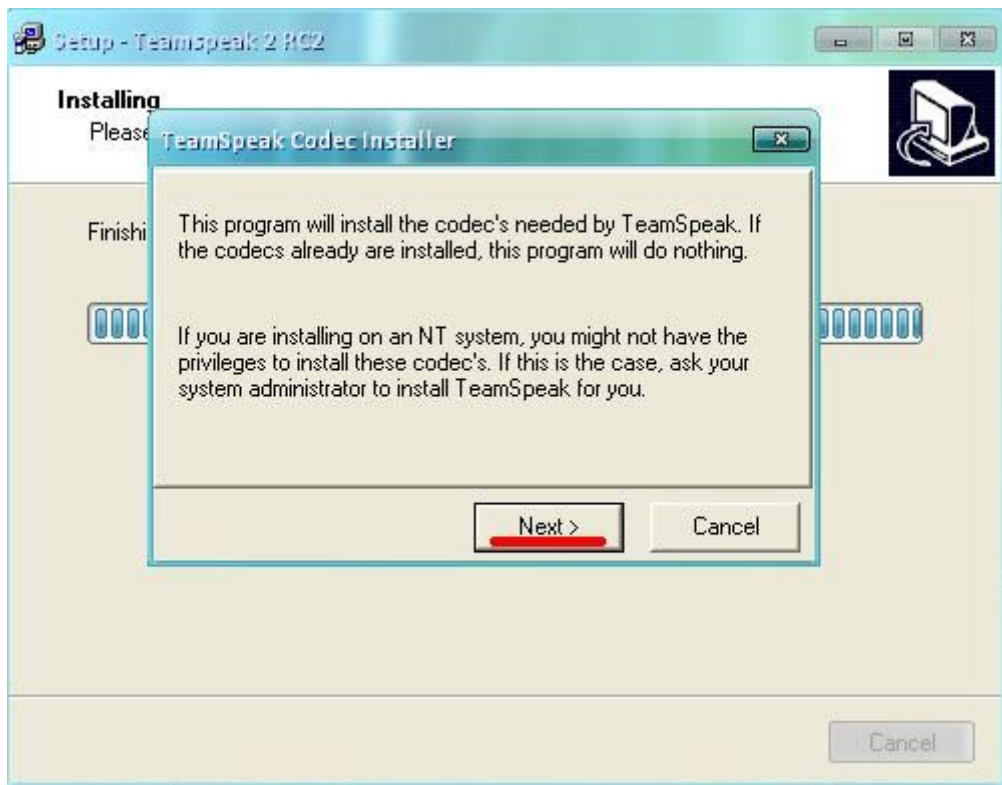 Setup - Teamspeak 2 RC2
Installing
Please
TeamSpeak Codec Installer
Finishi
This program will install the codec's needed by TeamSpeak. If
the codecs already are installed, this program will do nothing.
If you are installing on an NT system, you might not have the
privileges to install these codec's. If this is the case, ask your
system administrator to install TeamSpeak for you.
Next >
Cancel
Cancel